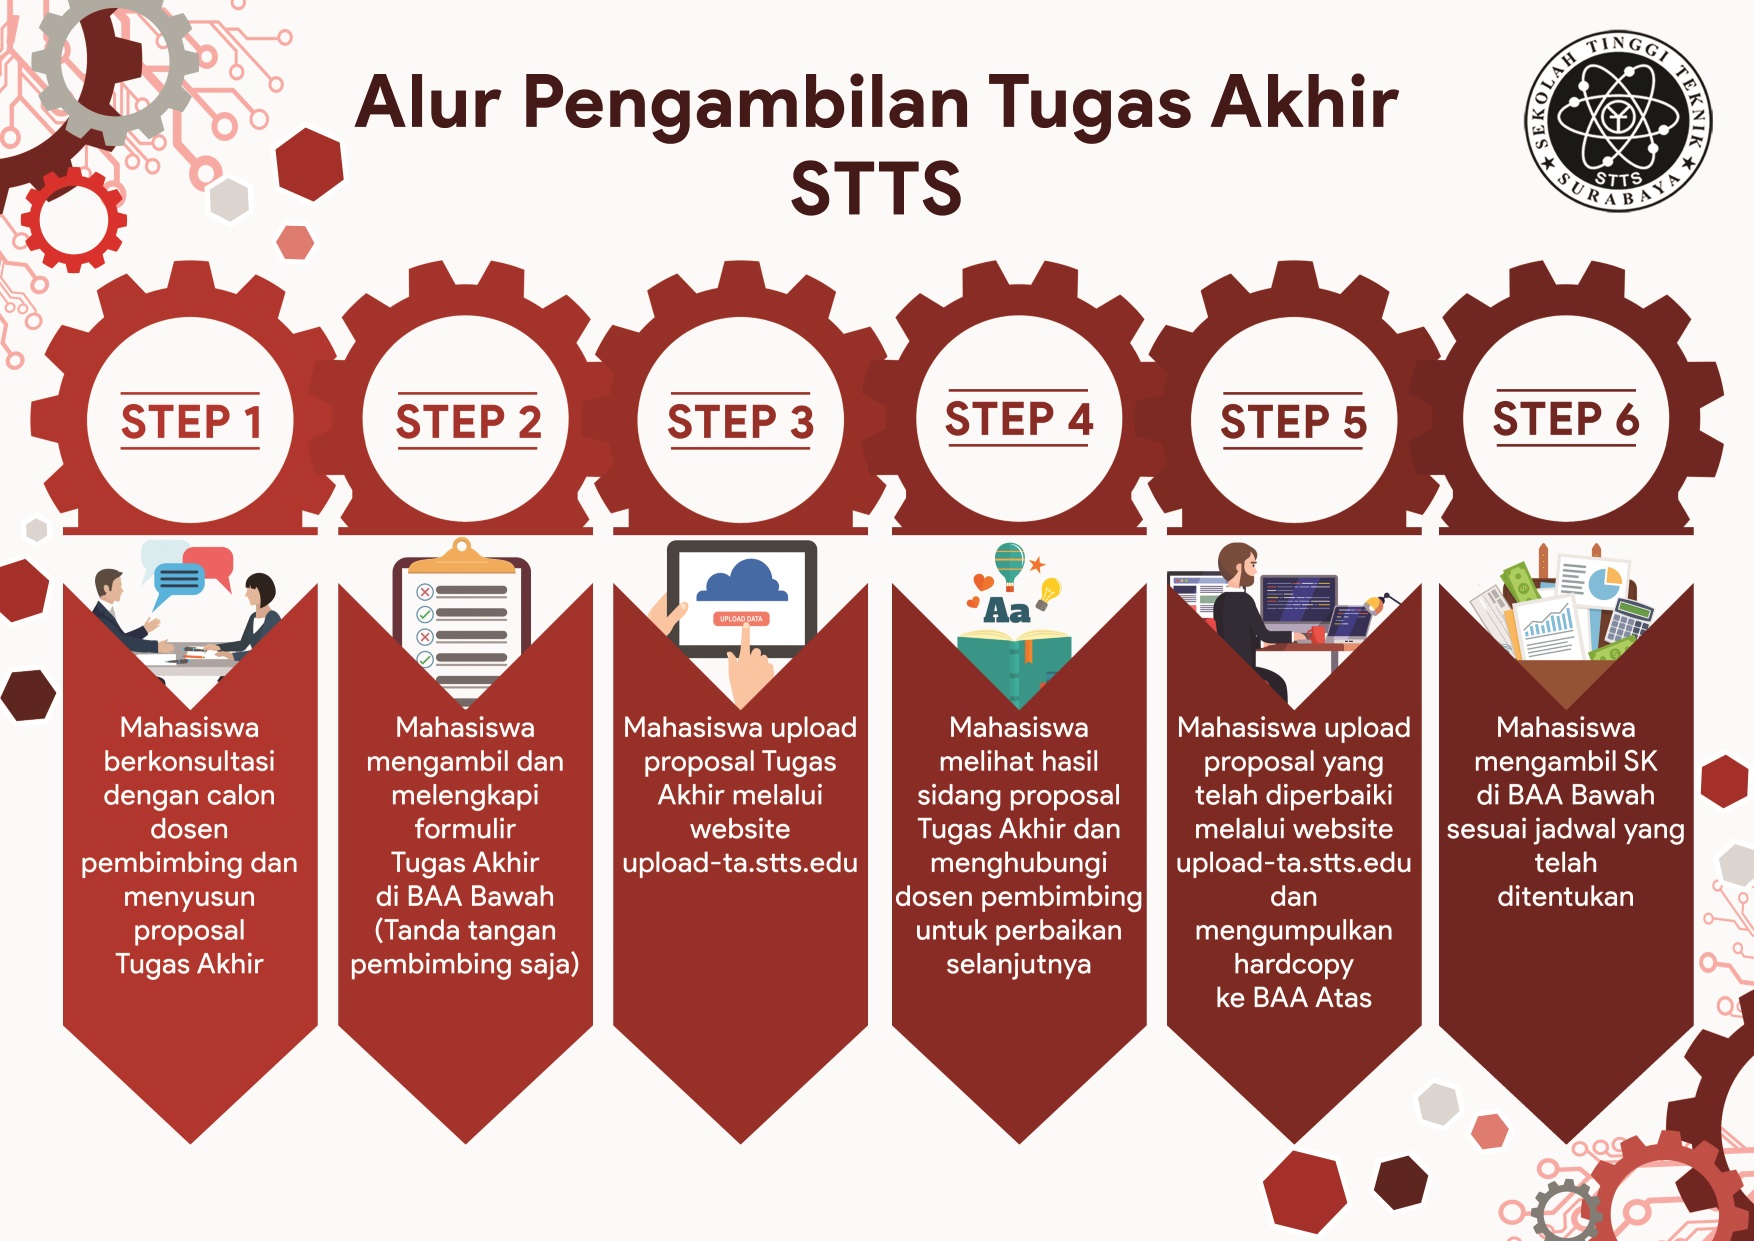 Alur Pengambilan Tugas Akhir
STTS
SEKOLAH TINGGI TEKNIK
STTS
SURABAYA
STEP 1
Mahasiswa
berkonsultasi
dengan calon
dosen
pembimbing dan
menyusun
proposal
Tugas Akhir
STEP 2
Mahasiswa
mengambil dan
melengkapi
formulir
Tugas Akhir
di BAA Bawah
(Tanda tangan
pembimbing saja)
STEP 3
UPLOAD DATA
Mahasiswa upload
proposal Tugas
Akhir melalui
website
upload-ta.stts.edu
STEP 4
Aa
Mahasiswa
melihat hasil
sidang proposal
Tugas Akhir dan
menghubungi
dosen pembimbing
untuk perbaikan
selanjutnya
STEP 5
Mahasiswa upload
proposal yang
telah diperbaiki
melalui website
upload-ta.stts.edu
dan
mengumpulkan
hardcopy
ke BAA Atas
STEP 6
Mahasiswa
mengambil SK
di BAA Bawah
sesuai jadwal yang
telah
ditentukan